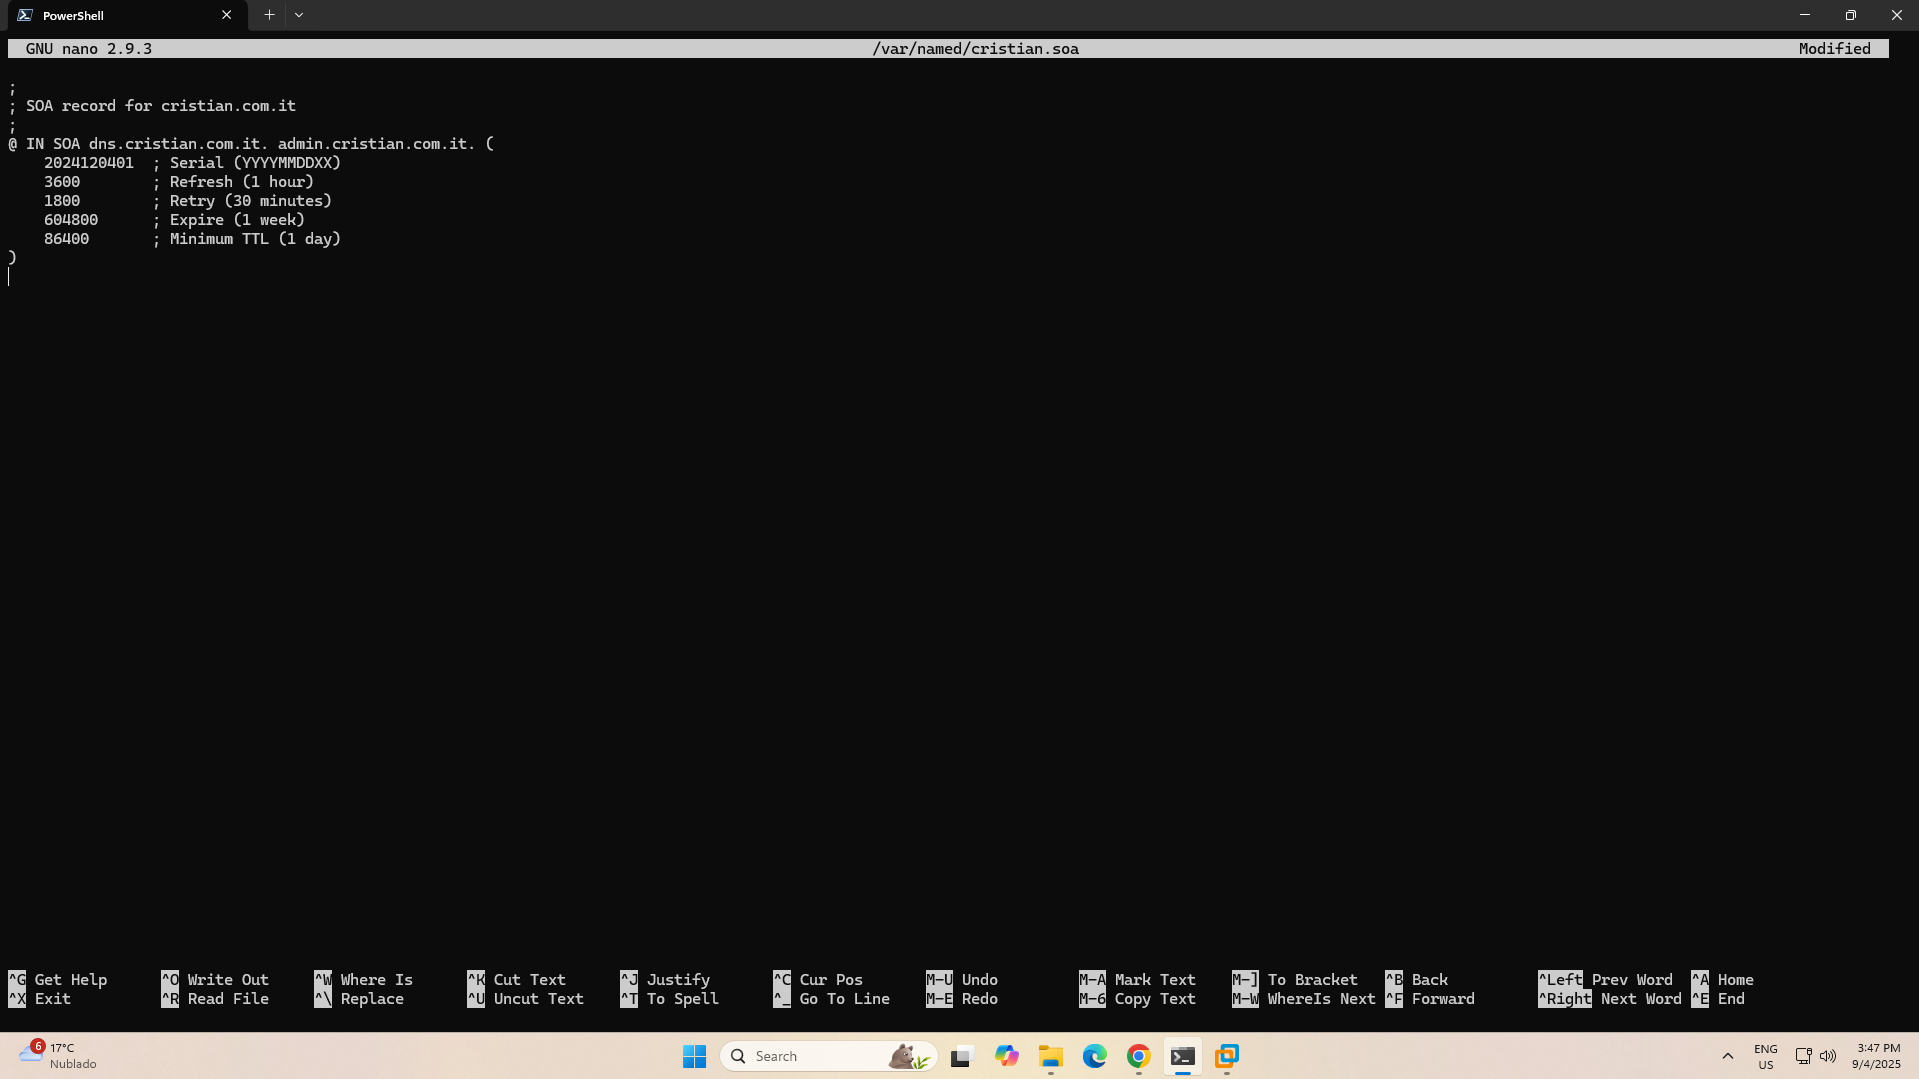 PowerShell
GNU nano 2.9.3 /var/named/cristian.soa Modified
;
; SOA record for cristian.com.it
;
@ IN SOA dns.cristian.com.it. admin.cristian.com.it. (
    2024120401  ; Serial (YYYYMMDDXX)
    3600        ; Refresh (1 hour)
    1800        ; Retry (30 minutes)
    604800      ; Expire (1 week)
    86400       ; Minimum TTL (1 day)
)
^G Get Help ^O Write Out ^W Where Is ^K Cut Text ^J Justify ^C Cur Pos M-U Undo M-A Mark Text M-] To Bracket ^B Back ^Left Prev Word ^A Home
^X Exit ^R Read File ^\ Replace ^U Uncut Text ^T To Spell ^_ Go To Line M-E Redo M-6 Copy Text M-W WhereIs Next ^F Forward ^Right Next Word ^E End
6 17°C
Nublado
Search
ENG
US
3:47 PM
9/4/2025